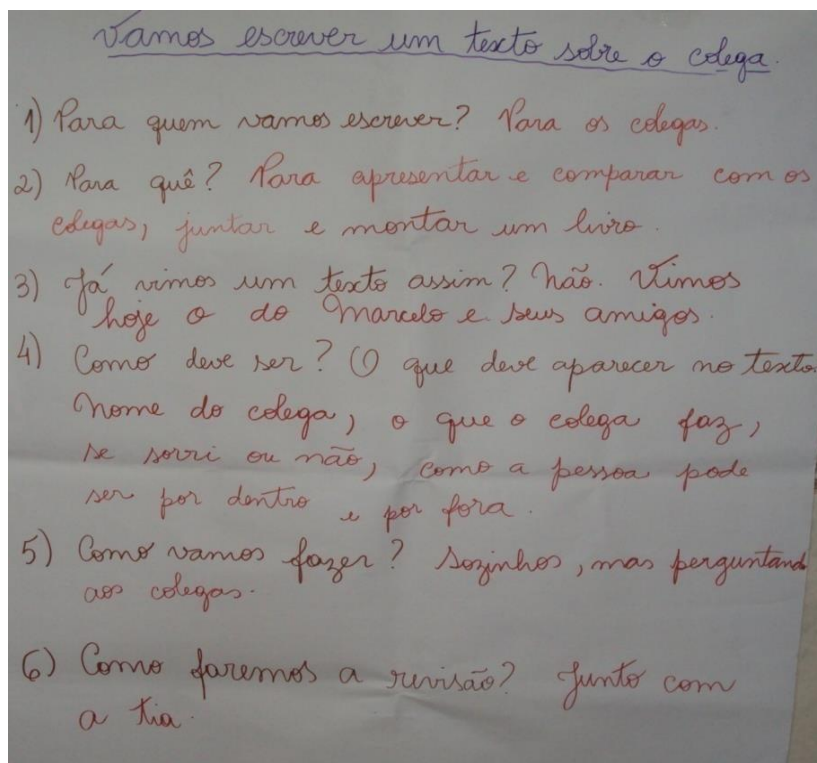 Vamos escrever um texto sobre o colega.
1) Para quem vamos escrever? Para os colegas.
2) Para quê? Para apresentar e comparar com os
colegas, juntar e montar um livro.
3) Já vimos um texto assim? Não. Vimos
hoje o do Marcelo e seus amigos.
4) Como deve ser? O que deve aparecer no texto.
Nome do colega, o que o colega faz,
se sorri ou não, como a pessoa pode
ser por dentro e por fora.
5) Como vamos fazer? Sozinhos, mas perguntando
aos colegas.
6) Como faremos a revisão? Junto com
a tia.